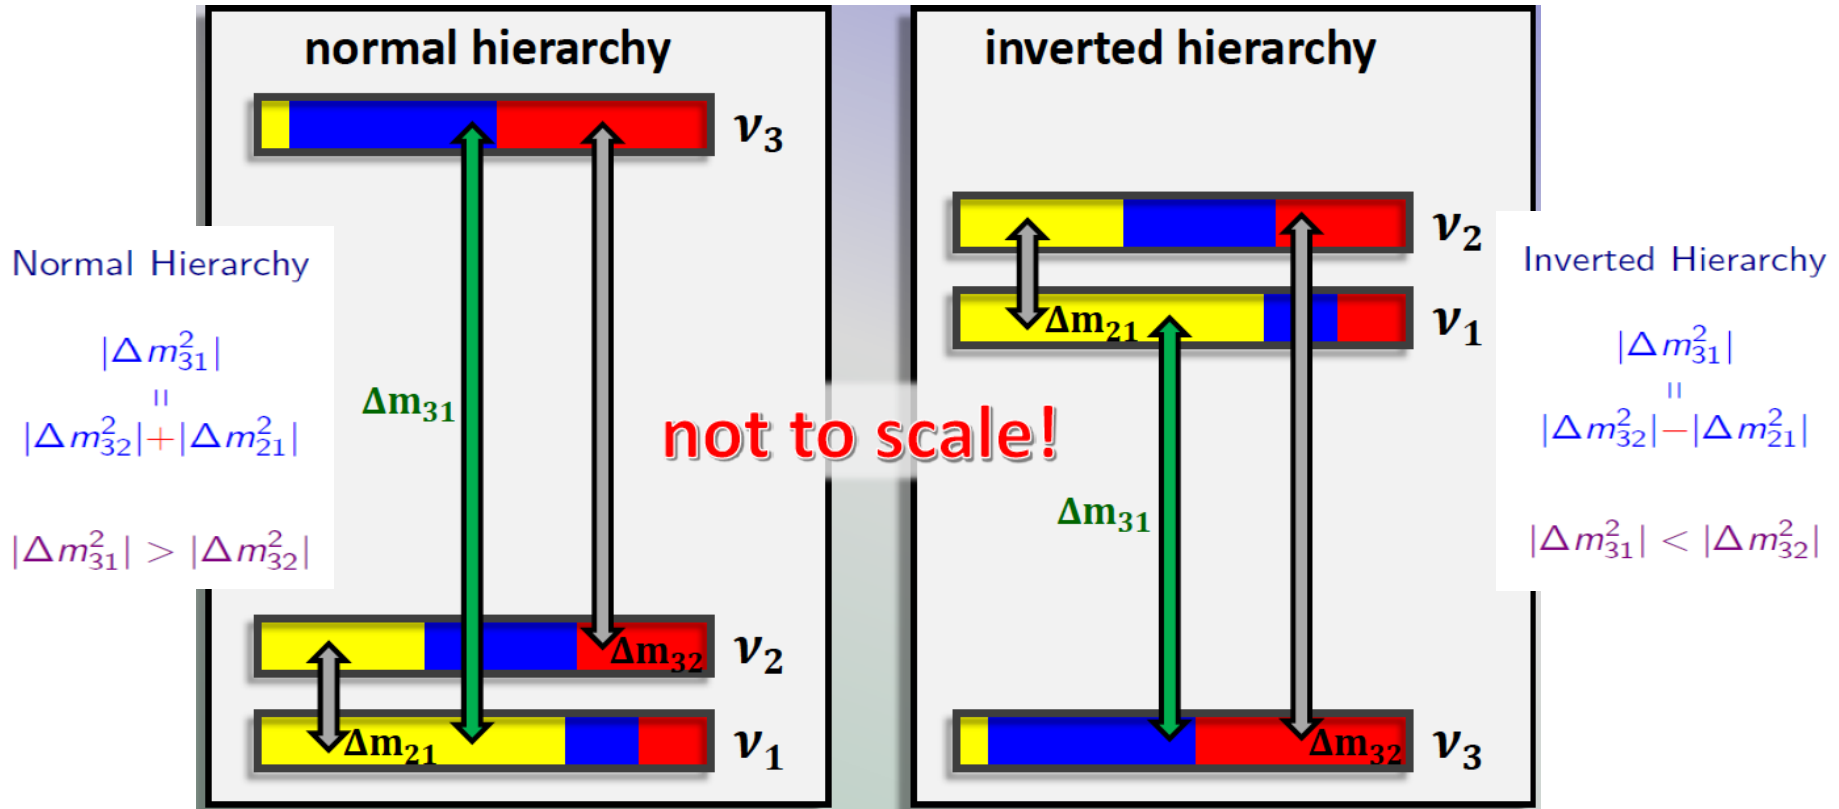 normal hierarchy
ν₃
Δm₃₁
ν₂
Δm₃₂
ν₁
Δm₂₁
Normal Hierarchy
|Δm²₃₁|
=
|Δm²₃₂|+|Δm²₂₁|
|Δm²₃₁| > |Δm²₃₂|
not to scale!
inverted hierarchy
ν₂
ν₁
Δm₂₁
Δm₃₁
ν₃
Δm₃₂
Inverted Hierarchy
|Δm²₃₁|
=
|Δm²₃₂|−|Δm²₂₁|
|Δm²₃₁| < |Δm²₃₂|